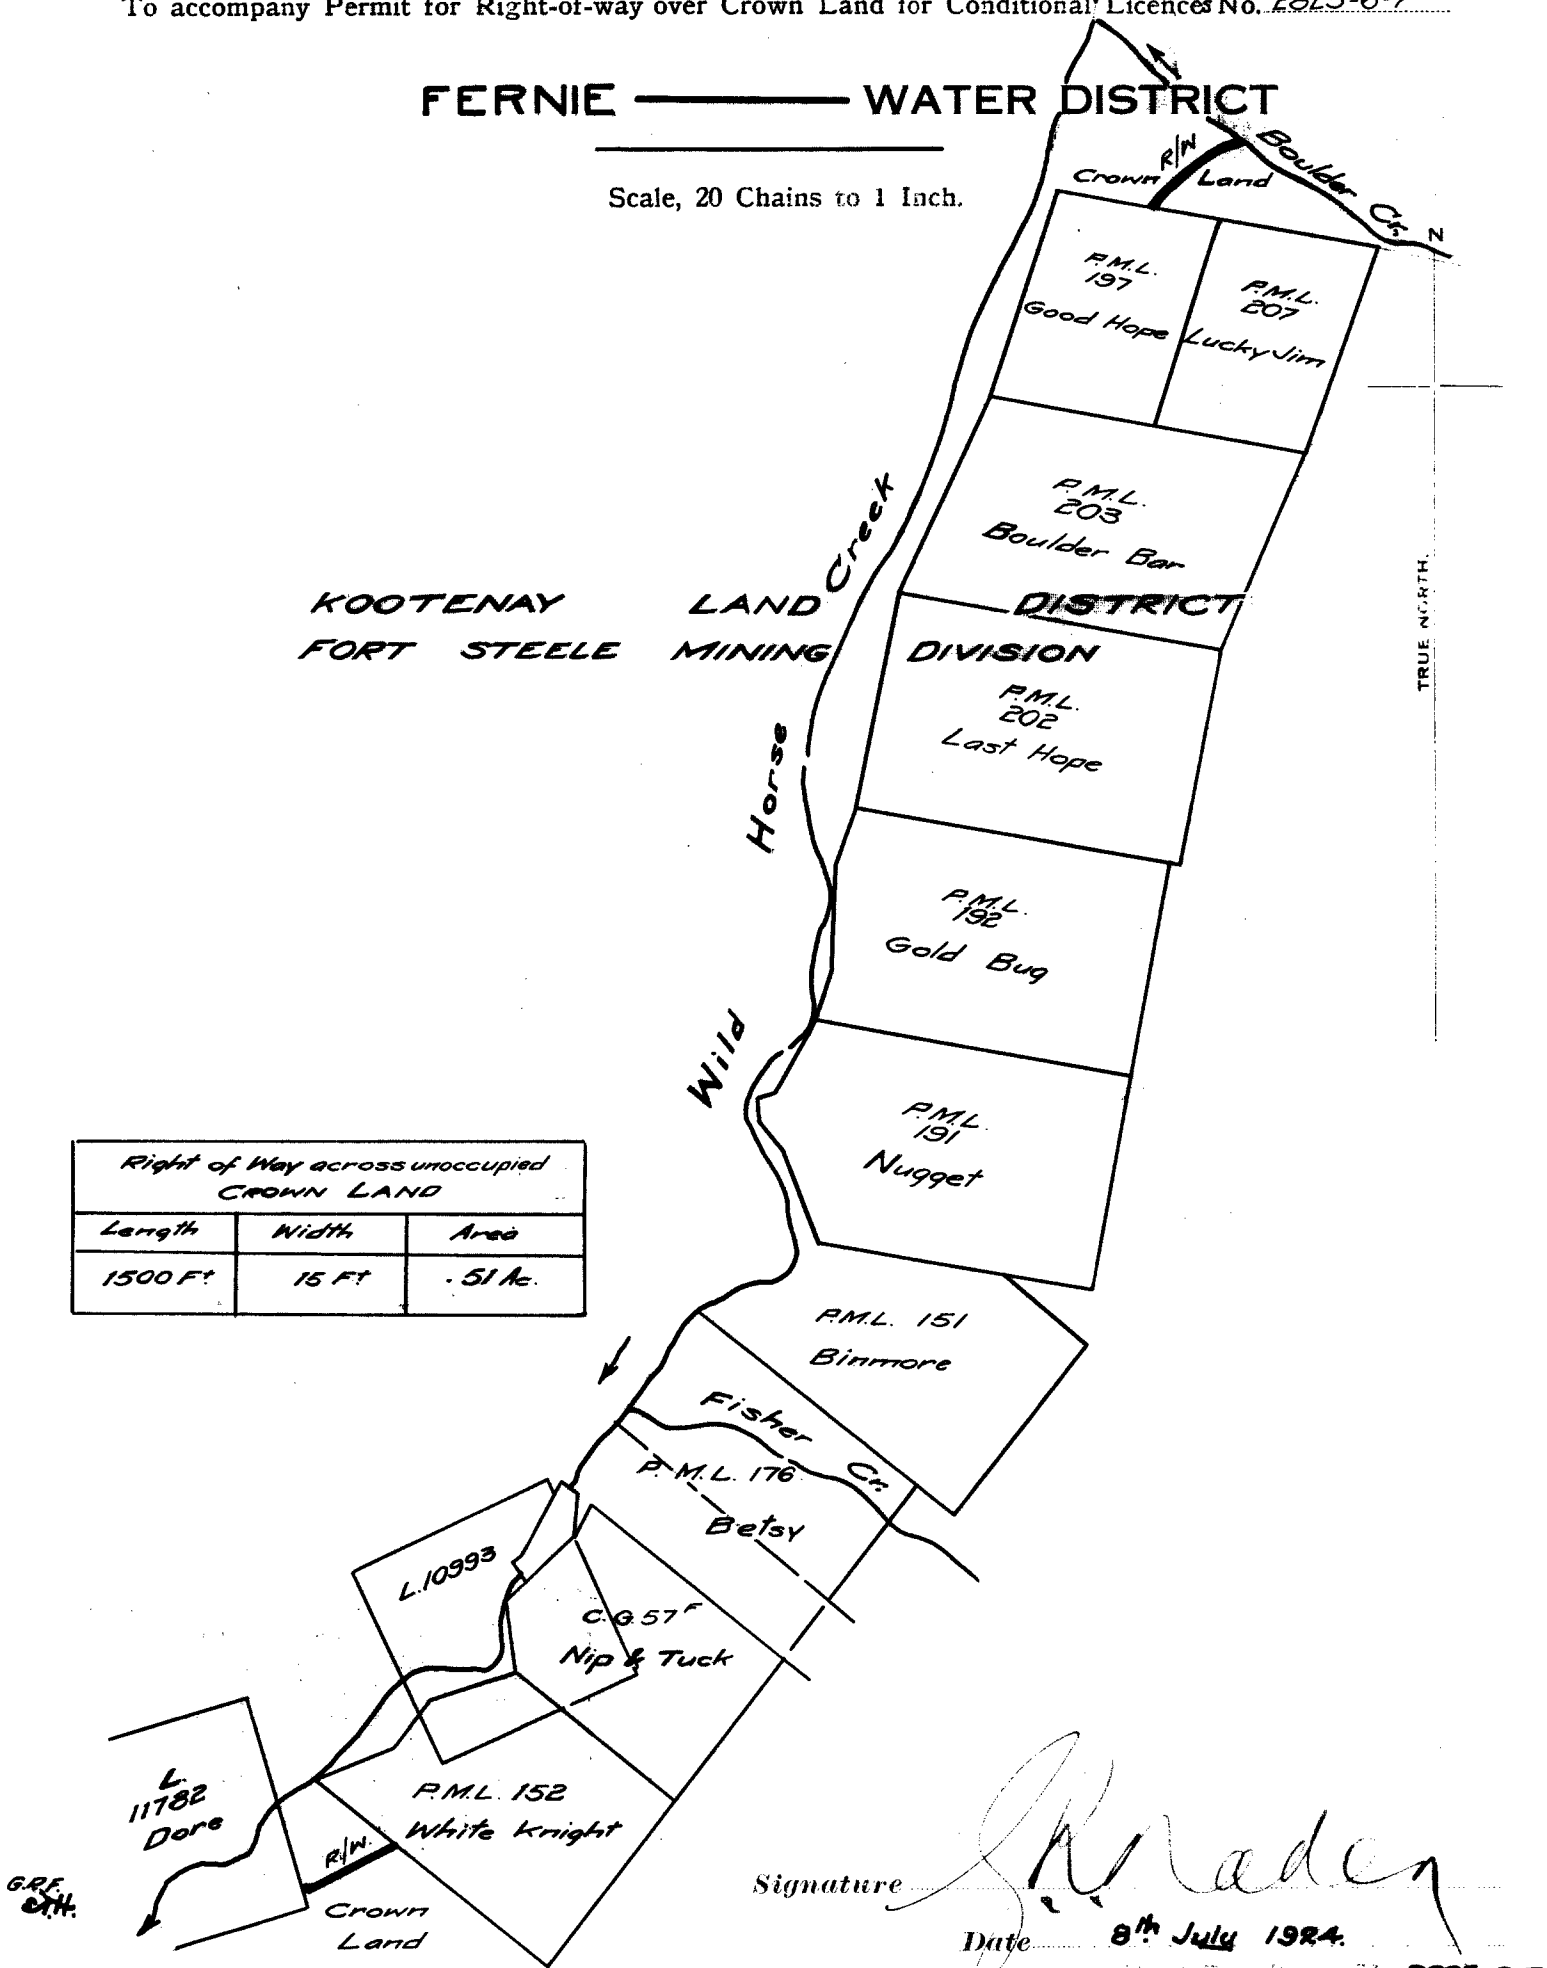 To accompany Permit for Right-of-way over Crown Land for Conditional Licences No. 2825-6-7
FERNIE WATER DISTRICT
Scale, 20 Chains to 1 Inch.
R/W
Crown Land
Boulder Cr.
N
TRUE NORTH.
P.M.L.
197
Good Hope
P.M.L.
207
Lucky Jim
P.M.L.
203
Boulder Bar
KOOTENAY LAND DISTRICT
FORT STEELE MINING DIVISION
Wild Horse Creek
P.M.L.
202
Last Hope
P.M.L.
192
Gold Bug
P.M.L.
191
Nugget
Right of Way across unoccupied
CROWN LAND
Length Width Area
1500 Ft 15 Ft .51 Ac.
P.M.L. 151
Binmore
Fisher Cr.
P.M.L. 176
Betsy
L.10993
C.G. 57F
Nip & Tuck
P.M.L. 152
White Knight
L.
11782
Dore
R/W.
Crown
Land
G.R.F.
Signature
Date 8th July 1924.